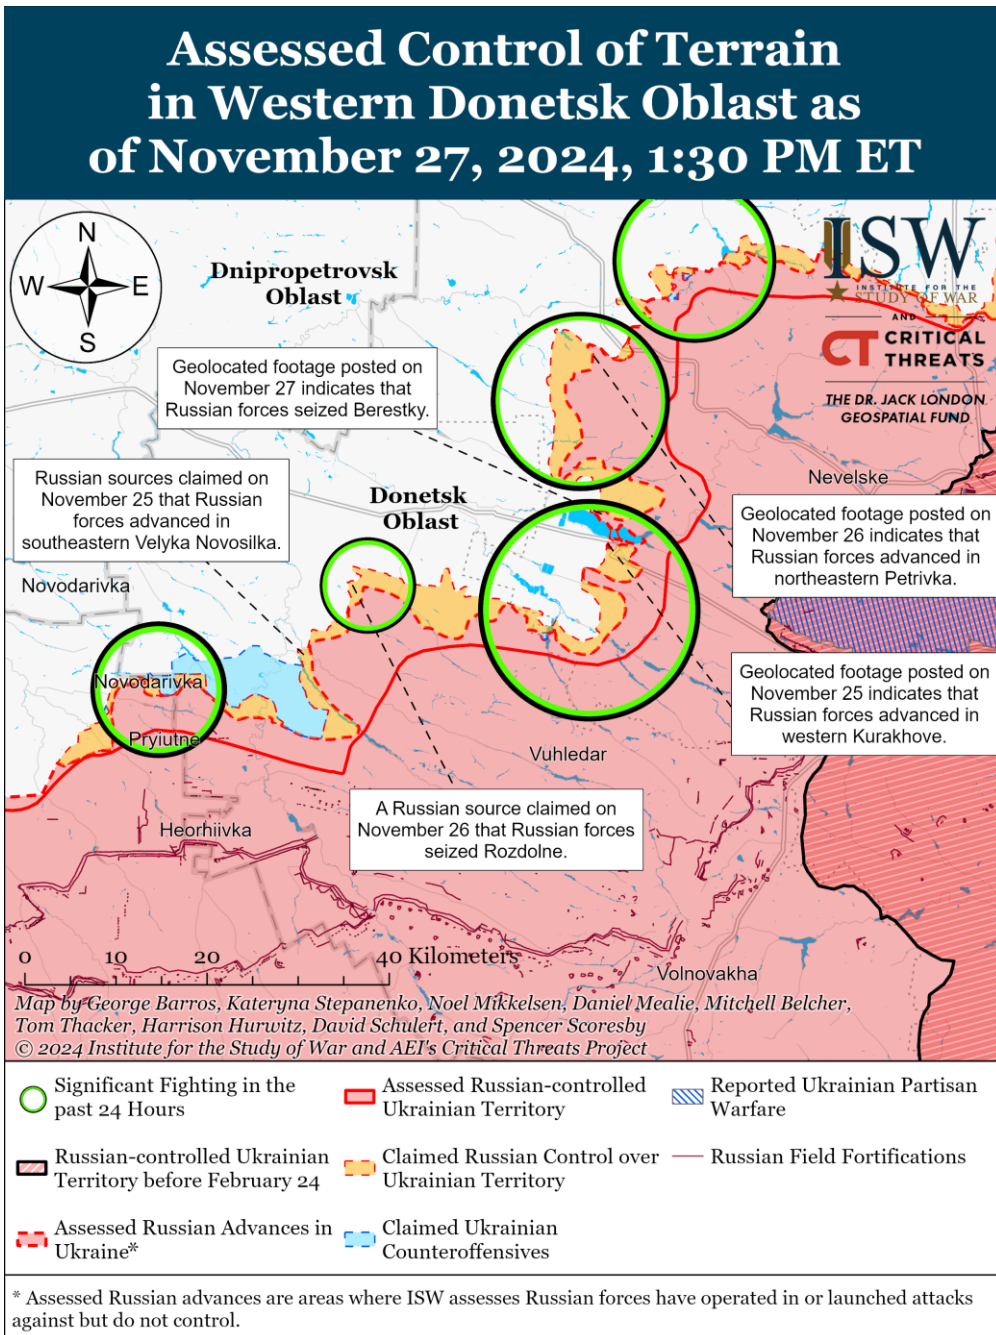 Assessed Control of Terrain
in Western Donetsk Oblast as
of November 27, 2024, 1:30 PM ET
N
W
E
S
Dnipropetrovsk
Oblast
ISW
INSTITUTE FOR THE
STUDY OF WAR
AND
CT CRITICAL
THREATS
THE DR. JACK LONDON
GEOSPATIAL FUND
Geolocated footage posted on
November 27 indicates that
Russian forces seized Berestky.
Russian sources claimed on
November 25 that Russian
forces advanced in
southeastern Velyka Novosilka.
Donetsk
Oblast
Nevelske
Geolocated footage posted on
November 26 indicates that
Russian forces advanced in
northeastern Petrivka.
Novodarivka
Novodarivka
Pryiutne
Geolocated footage posted on
November 25 indicates that
Russian forces advanced in
western Kurakhove.
Vuhledar
A Russian source claimed on
November 26 that Russian forces
seized Rozdolne.
Heorhiivka
Volnovakha
0 10 20 40 Kilometers
Map by George Barros, Kateryna Stepanenko, Noel Mikkelsen, Daniel Mealie, Mitchell Belcher,
Tom Thacker, Harrison Hurwitz, David Schulert, and Spencer Scoresby
© 2024 Institute for the Study of War and AEI's Critical Threats Project
Significant Fighting in the
past 24 Hours
Assessed Russian-controlled
Ukrainian Territory
Reported Ukrainian Partisan
Warfare
Russian-controlled Ukrainian
Territory before February 24
Claimed Russian Control over
Ukrainian Territory
Russian Field Fortifications
Assessed Russian Advances in
Ukraine*
Claimed Ukrainian
Counteroffensives
* Assessed Russian advances are areas where ISW assesses Russian forces have operated in or launched attacks
against but do not control.